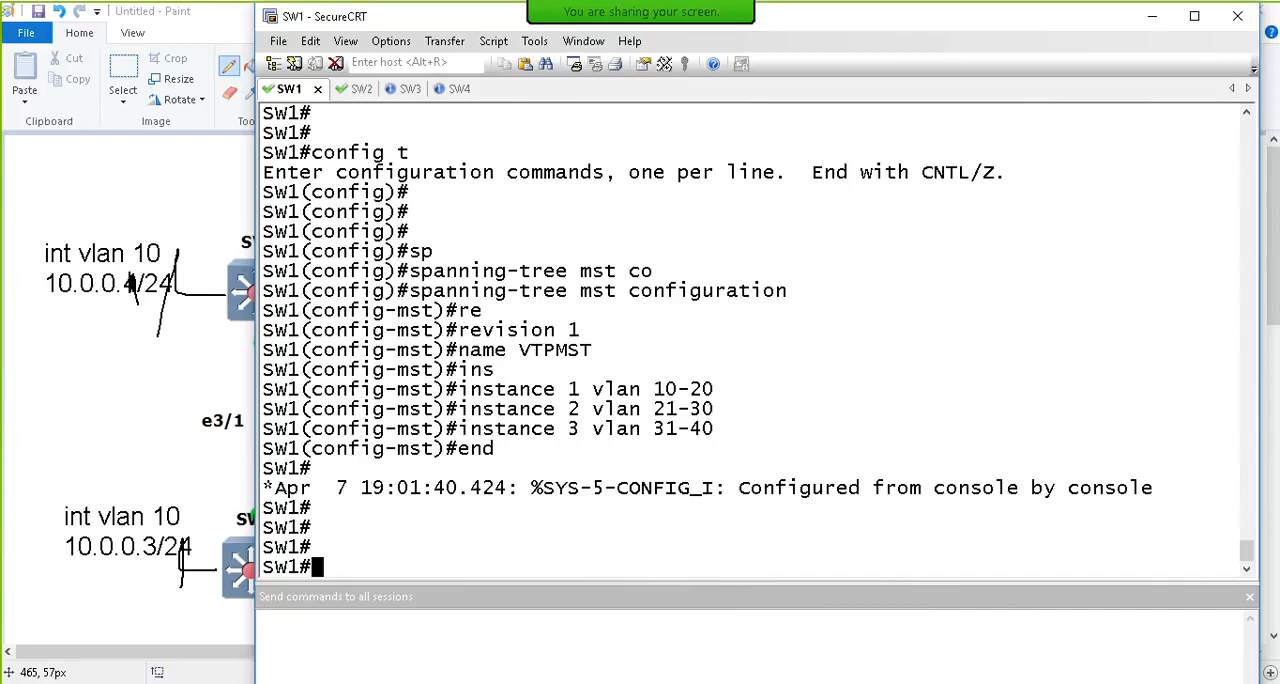 Untitled - Paint
File Home View
Paste
Cut
Copy
Clipboard
Select
Crop
Resize
Rotate
Image
Too
int vlan 10
10.0.0.4/24
e3/1
int vlan 10
10.0.0.3/24
465, 57px
You are sharing your screen.
SW1 - SecureCRT
File Edit View Options Transfer Script Tools Window Help
Enter host <Alt+R>
SW1 SW2 SW3 SW4
SW1#
SW1#
SW1#config t
Enter configuration commands, one per line.  End with CNTL/Z.
SW1(config)#
SW1(config)#
SW1(config)#
SW1(config)#sp
SW1(config)#spanning-tree mst co
SW1(config)#spanning-tree mst configuration
SW1(config-mst)#re
SW1(config-mst)#revision 1
SW1(config-mst)#name VTPMST
SW1(config-mst)#ins
SW1(config-mst)#instance 1 vlan 10-20
SW1(config-mst)#instance 2 vlan 21-30
SW1(config-mst)#instance 3 vlan 31-40
SW1(config-mst)#end
SW1#
*Apr  7 19:01:40.424: %SYS-5-CONFIG_I: Configured from console by console
SW1#
SW1#
SW1#
SW1#
Send commands to all sessions